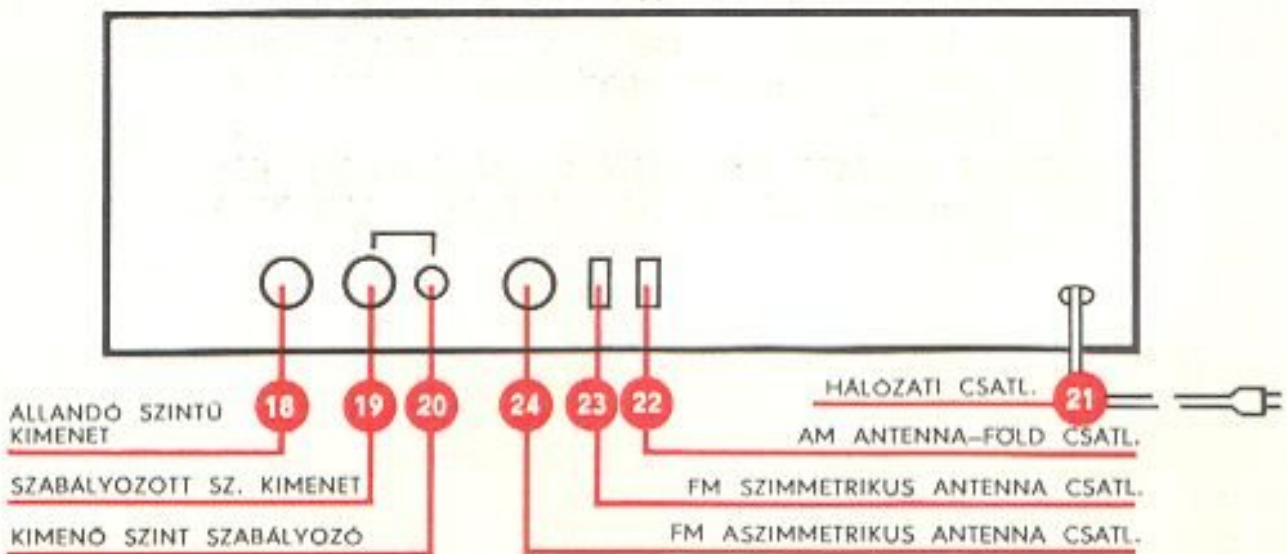 18
19
20
24
23
22
21
ÁLLANDÓ SZINTŰ
KIMENET
SZABÁLYOZOTT SZ. KIMENET
KIMENŐ SZINT SZABÁLYOZÓ
HÁLÓZATI CSATL.
AM ANTENNA–FÖLD CSATL.
FM SZIMMETRIKUS ANTENNA CSATL.
FM ASZIMMETRIKUS ANTENNA CSATL.